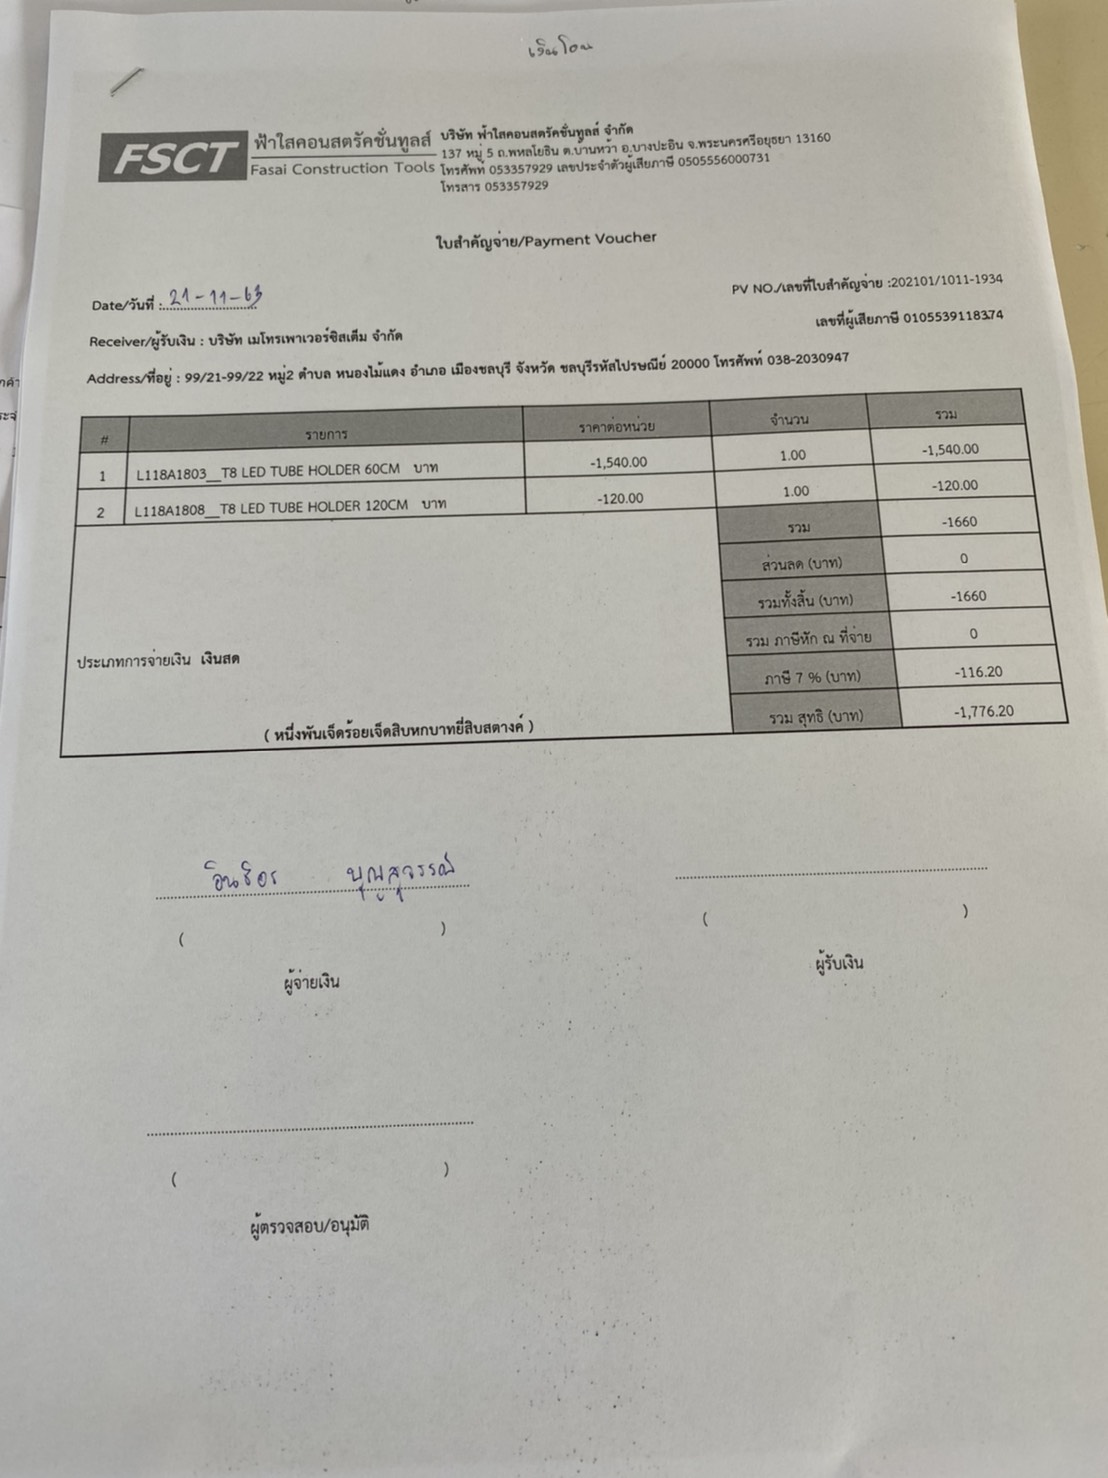 เงินโอน
FSCT
ฟ้าใสคอนสตรัคชั่นทูลส์
Fasai Construction Tools
บริษัท ฟ้าใสคอนสตรัคชั่นทูลส์ จำกัด
137 หมู่ 5 ถ.พหลโยธิน ต.บ้านหว้า อ.บางปะอิน จ.พระนครศรีอยุธยา 13160
โทรศัพท์ 053357929 เลขประจำตัวผู้เสียภาษี 0505556000731
โทรสาร 053357929
ใบสำคัญจ่าย/Payment Voucher
Date/วันที่ : 21-11-63
PV NO./เลขที่ใบสำคัญจ่าย :202101/1011-1934
Receiver/ผู้รับเงิน : บริษัท เมโทรเพาเวอร์ซิสเต็ม จำกัด
เลขที่ผู้เสียภาษี 0105539118374
Address/ที่อยู่ : 99/21-99/22 หมู่2 ตำบล หนองไม้แดง อำเภอ เมืองชลบุรี จังหวัด ชลบุรีรหัสไปรษณีย์ 20000 โทรศัพท์ 038-2030947
# รายการ ราคาต่อหน่วย จำนวน รวม
1 L118A1803__T8 LED TUBE HOLDER 60CM บาท -1,540.00 1.00 -1,540.00
2 L118A1808__T8 LED TUBE HOLDER 120CM บาท -120.00 1.00 -120.00
รวม -1660
ส่วนลด (บาท) 0
รวมทั้งสิ้น (บาท) -1660
รวม ภาษีหัก ณ ที่จ่าย 0
ประเภทการจ่ายเงิน เงินสด
ภาษี 7 % (บาท) -116.20
รวม สุทธิ (บาท) -1,776.20
( หนึ่งพันเจ็ดร้อยเจ็ดสิบหกบาทยี่สิบสตางค์ )
บุญสุวรรณ์
( )
( )
ผู้จ่ายเงิน
ผู้รับเงิน
( )
ผู้ตรวจสอบ/อนุมัติ